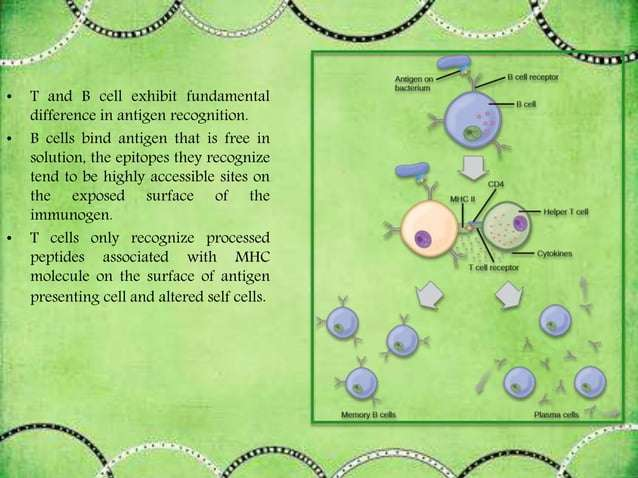 • T and B cell exhibit fundamental
difference in antigen recognition.
• B cells bind antigen that is free in
solution, the epitopes they recognize
tend to be highly accessible sites on
the exposed surface of the
immunogen.
• T cells only recognize processed
peptides associated with MHC
molecule on the surface of antigen
presenting cell and altered self cells.
Antigen on
bacterium
B cell receptor
B cell
CD4
MHC II
Helper T cell
Cytokines
T cell receptor
Memory B cells
Plasma cells